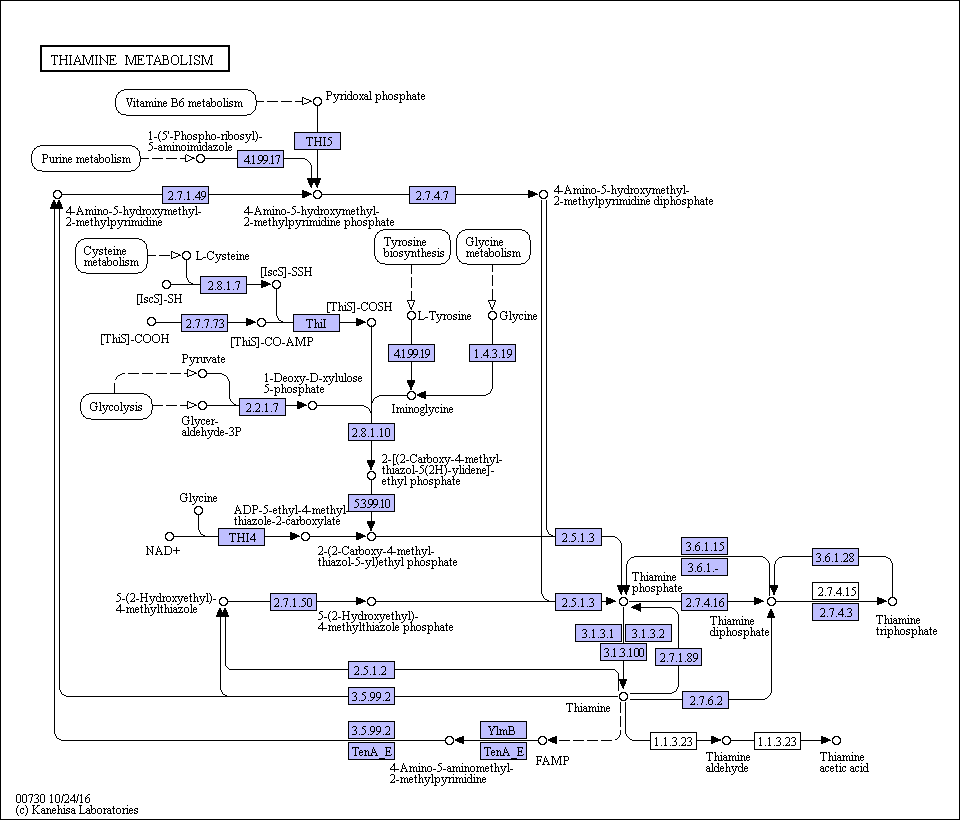 THIAMINE METABOLISM
Vitamine B6 metabolism
Pyridoxal phosphate
1-(5'-Phospho-ribosyl)-
5-aminoimidazole
THI5
Purine metabolism
4.1.99.17
2.7.1.49
2.7.4.7
4-Amino-5-hydroxymethyl-
2-methylpyrimidine
4-Amino-5-hydroxymethyl-
2-methylpyrimidine phosphate
4-Amino-5-hydroxymethyl-
2-methylpyrimidine diphosphate
Cysteine
metabolism
L-Cysteine
Tyrosine
biosynthesis
Glycine
metabolism
[IscS]-SSH
2.8.1.7
[IscS]-SH
[ThiS]-COSH
L-Tyrosine
Glycine
2.7.7.73
ThiI
[ThiS]-COOH
[ThiS]-CO-AMP
4.1.99.19
1.4.3.19
Pyruvate
1-Deoxy-D-xylulose
5-phosphate
Glycolysis
2.2.1.7
Iminoglycine
Glycer-
aldehyde-3P
2.8.1.10
2-[(2-Carboxy-4-methyl-
thiazol-5(2H)-ylidene]-
ethyl phosphate
Glycine
ADP-5-ethyl-4-methyl-
thiazole-2-carboxylate
5.3.99.10
THI4
NAD+
2-(2-Carboxy-4-methyl-
thiazol-5-yl)ethyl phosphate
2.5.1.3
3.6.1.15
3.6.1.-
3.6.1.28
Thiamine
phosphate
5-(2-Hydroxyethyl)-
4-methylthiazole
2.7.1.50
5-(2-Hydroxyethyl)-
4-methylthiazole phosphate
2.5.1.3
2.7.4.16
2.7.4.15
2.7.4.3
Thiamine
diphosphate
Thiamine
triphosphate
3.1.3.1
3.1.3.2
3.1.3.100
2.7.1.89
2.5.1.2
3.5.99.2
2.7.6.2
Thiamine
3.5.99.2
TenA_E
YlmB
TenA_E
FAMP
4-Amino-5-aminomethyl-
2-methylpyrimidine
1.1.3.23
1.1.3.23
Thiamine
aldehyde
Thiamine
acetic acid
00730 10/24/16
(c) Kanehisa Laboratories